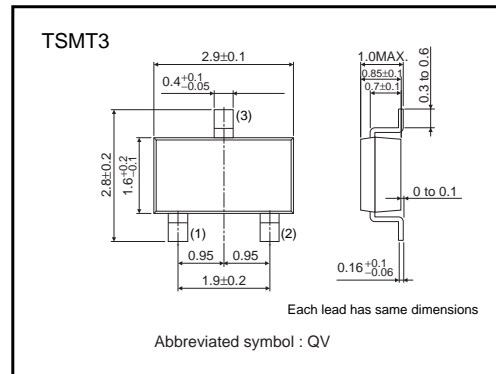 TSMT3
2.9±0.1
0.4+0.1 −0.05
(3)
2.8±0.2
1.6+0.2 −0.1
(1)
(2)
0.95
0.95
1.9±0.2
1.0MAX.
0.85±0.1
0.7±0.1
0.3 to 0.6
0 to 0.1
0.16+0.1 −0.06
Each lead has same dimensions
Abbreviated symbol : QV